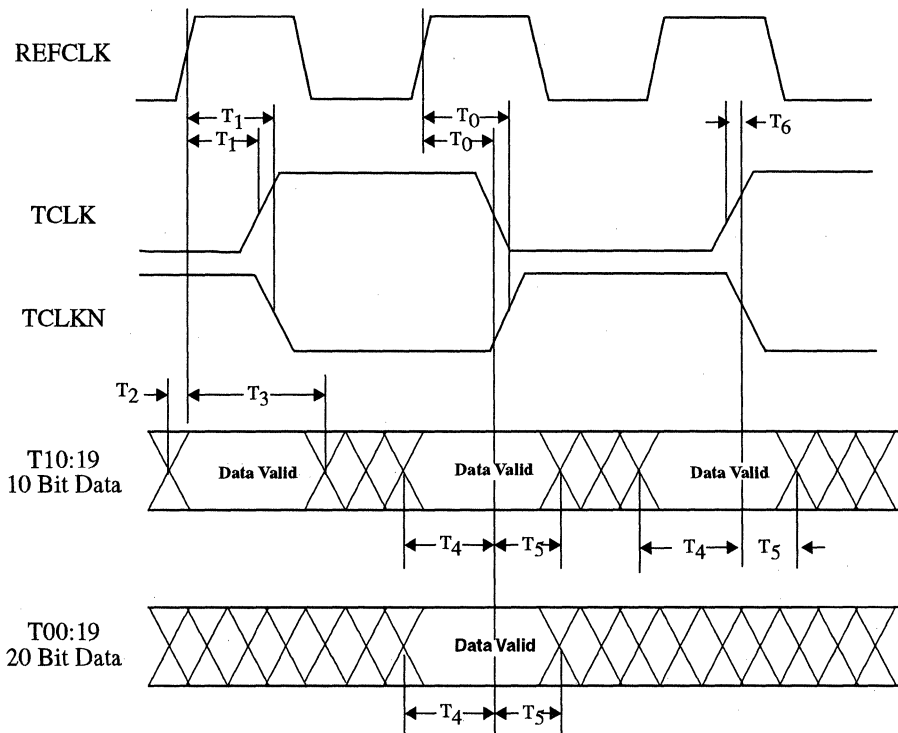 REFCLK
T1
T1
T0
T0
T6
TCLK
TCLKN
T2
T3
T10:19
10 Bit Data
Data Valid
Data Valid
Data Valid
T4
T5
T4
T5
T00:19
20 Bit Data
Data Valid
T4
T5